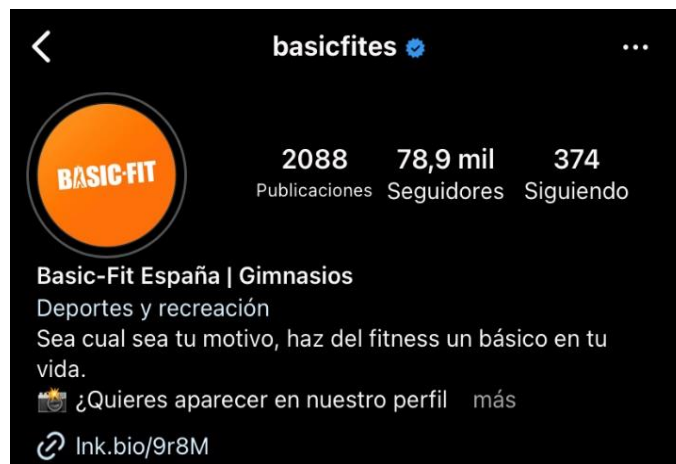 basicfites
BASIC-FIT
2088 78,9 mil 374
Publicaciones Seguidores Siguiendo
Basic-Fit España | Gimnasios
Deportes y recreación
Sea cual sea tu motivo, haz del fitness un básico en tu
vida.
📸 ¿Quieres aparecer en nuestro perfil más
lnk.bio/9r8M